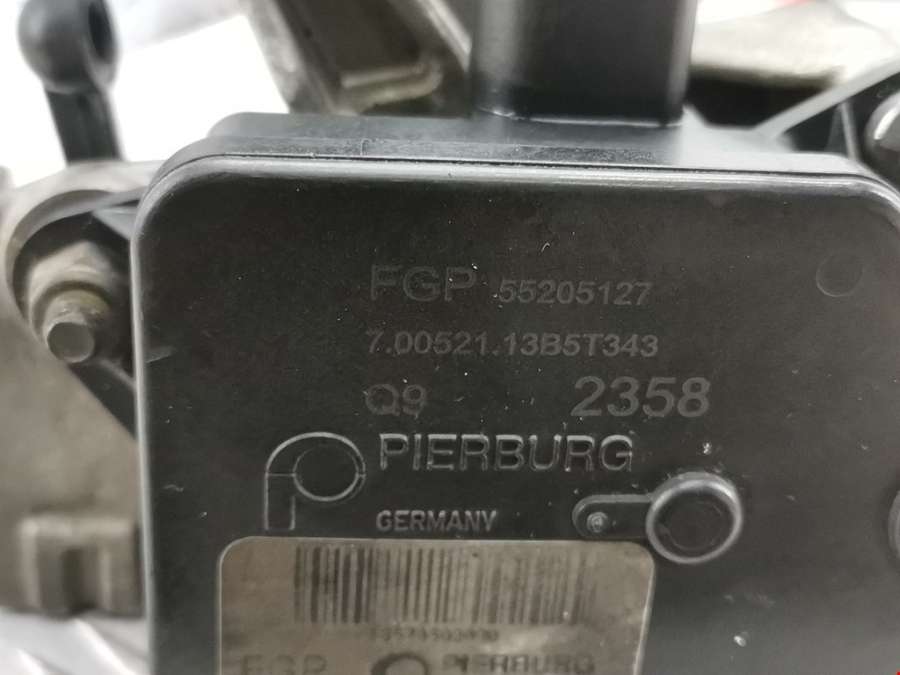 FGP 55205127
7.00521.13B5T343
Q9 2358
PIERBURG
GERMANY
FGP PIERBURG